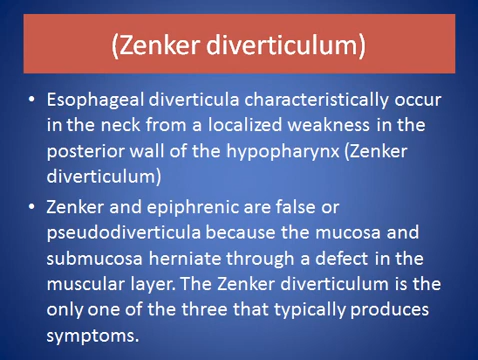 (Zenker diverticulum)
• Esophageal diverticula characteristically occur
in the neck from a localized weakness in the
posterior wall of the hypopharynx (Zenker
diverticulum)
• Zenker and epiphrenic are false or
pseudodiverticula because the mucosa and
submucosa herniate through a defect in the
muscular layer. The Zenker diverticulum is the
only one of the three that typically produces
symptoms.